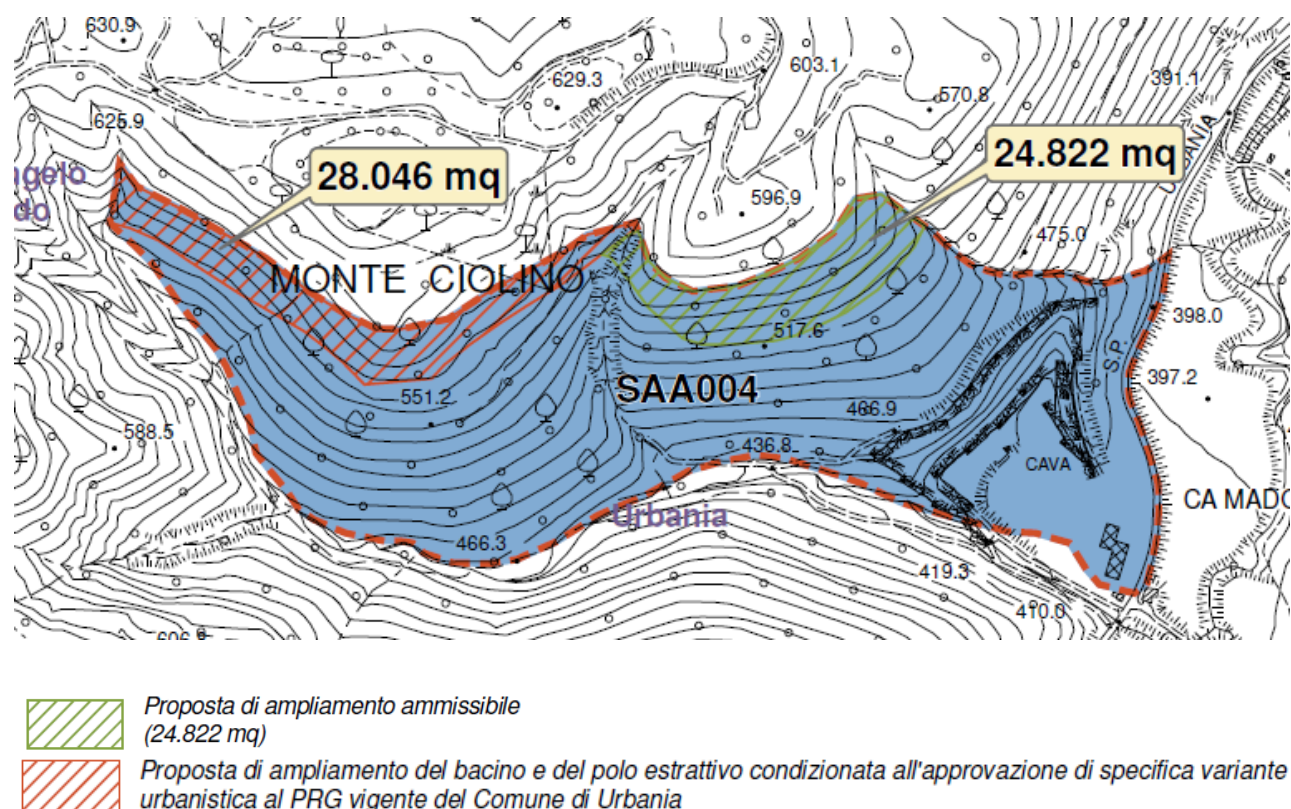 630.9
603.1
629.3
391.1
570.8
625.9
24.822 mq
28.046 mq
596.9
475.0
MONTE CIOLINO
398.0
517.6
S.P.
397.2
SAA004
551.2
466.9
588.5
436.8
CAVA
CA MADO
Urbania
466.3
419.3
410.0
Proposta di ampliamento ammissibile
(24.822 mq)
Proposta di ampliamento del bacino e del polo estrattivo condizionata all'approvazione di specifica variante
urbanistica al PRG vigente del Comune di Urbania